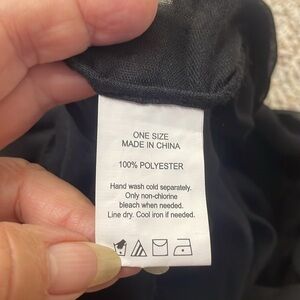 ONE SIZE
MADE IN CHINA
100% POLYESTER
Hand wash cold separately.
Only non-chlorine
bleach when needed.
Line dry. Cool iron if needed.